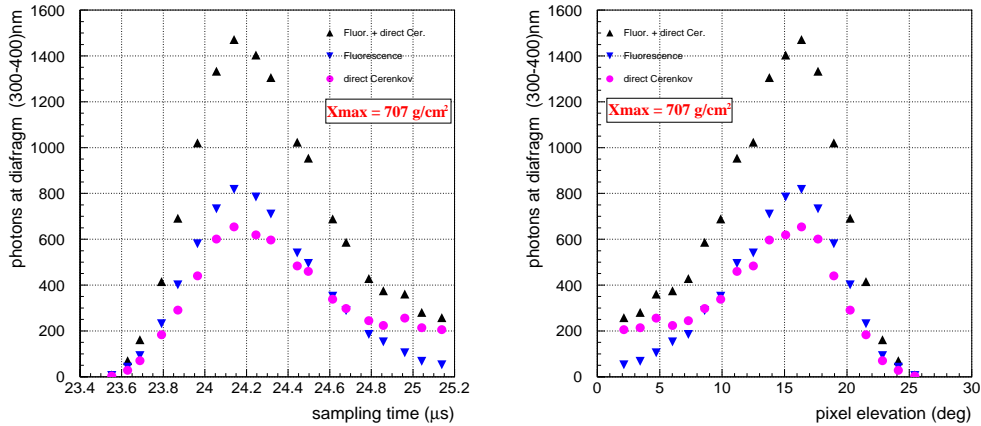 photons at diafragm (300-400)nm
1600
1400
1200
1000
800
600
400
200
0
Fluor. + direct Cer.
Fluorescence
direct Cerenkov
Xmax = 707 g/cm²
23.4 23.6 23.8 24 24.2 24.4 24.6 24.8 25 25.2
sampling time (μs)
photons at diafragm (300-400)nm
1600
1400
1200
1000
800
600
400
200
0
Fluor. + direct Cer.
Fluorescence
direct Cerenkov
Xmax = 707 g/cm²
0 5 10 15 20 25 30
pixel elevation (deg)